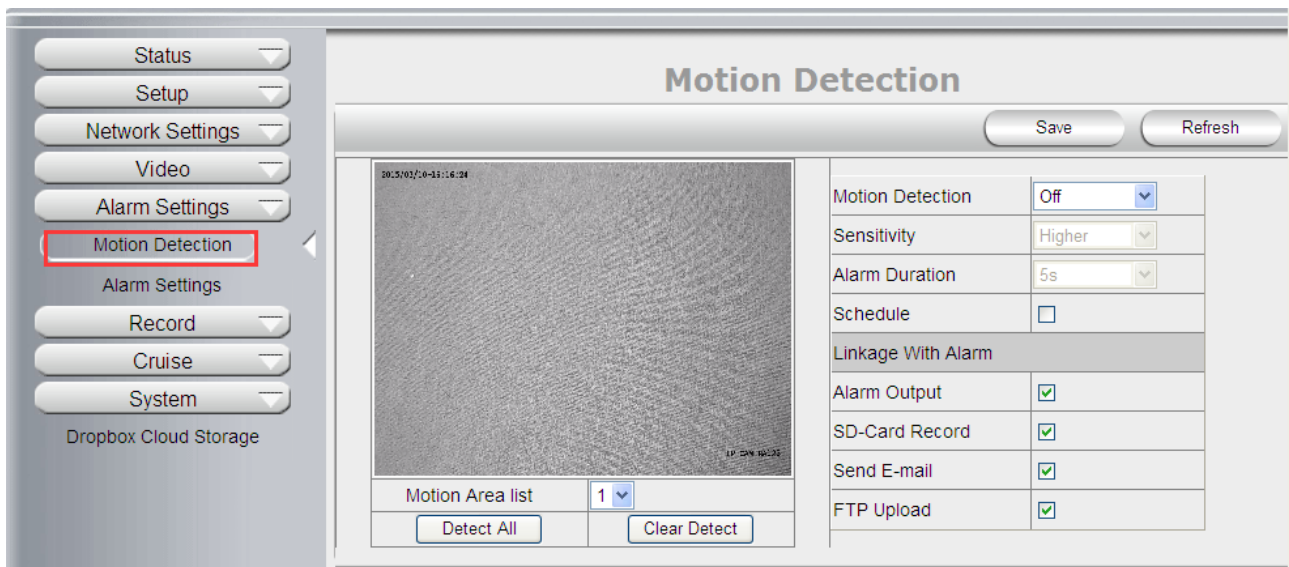 Status
Setup
Network Settings
Video
Alarm Settings
Motion Detection
Alarm Settings
Record
Cruise
System
Dropbox Cloud Storage
Motion Detection
Save
Refresh
Motion Area list
1
Detect All
Clear Detect
Motion Detection
Off
Sensitivity
Higher
Alarm Duration
5s
Schedule
Linkage With Alarm
Alarm Output
SD-Card Record
Send E-mail
FTP Upload